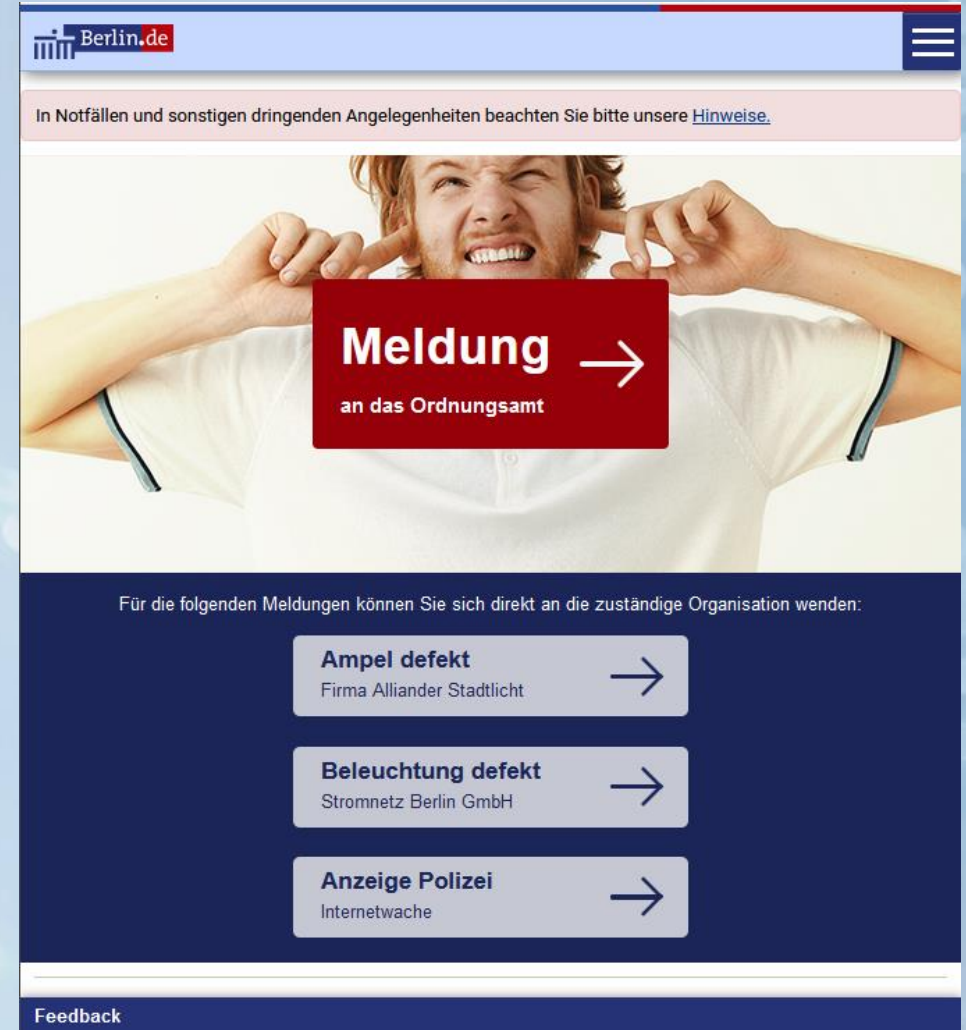 Berlin.de
In Notfällen und sonstigen dringenden Angelegenheiten beachten Sie bitte unsere Hinweise.
Meldung
an das Ordnungsamt
Für die folgenden Meldungen können Sie sich direkt an die zuständige Organisation wenden:
Ampel defekt
Firma Alliander Stadtlicht
Beleuchtung defekt
Stromnetz Berlin GmbH
Anzeige Polizei
Internetwache
Feedback